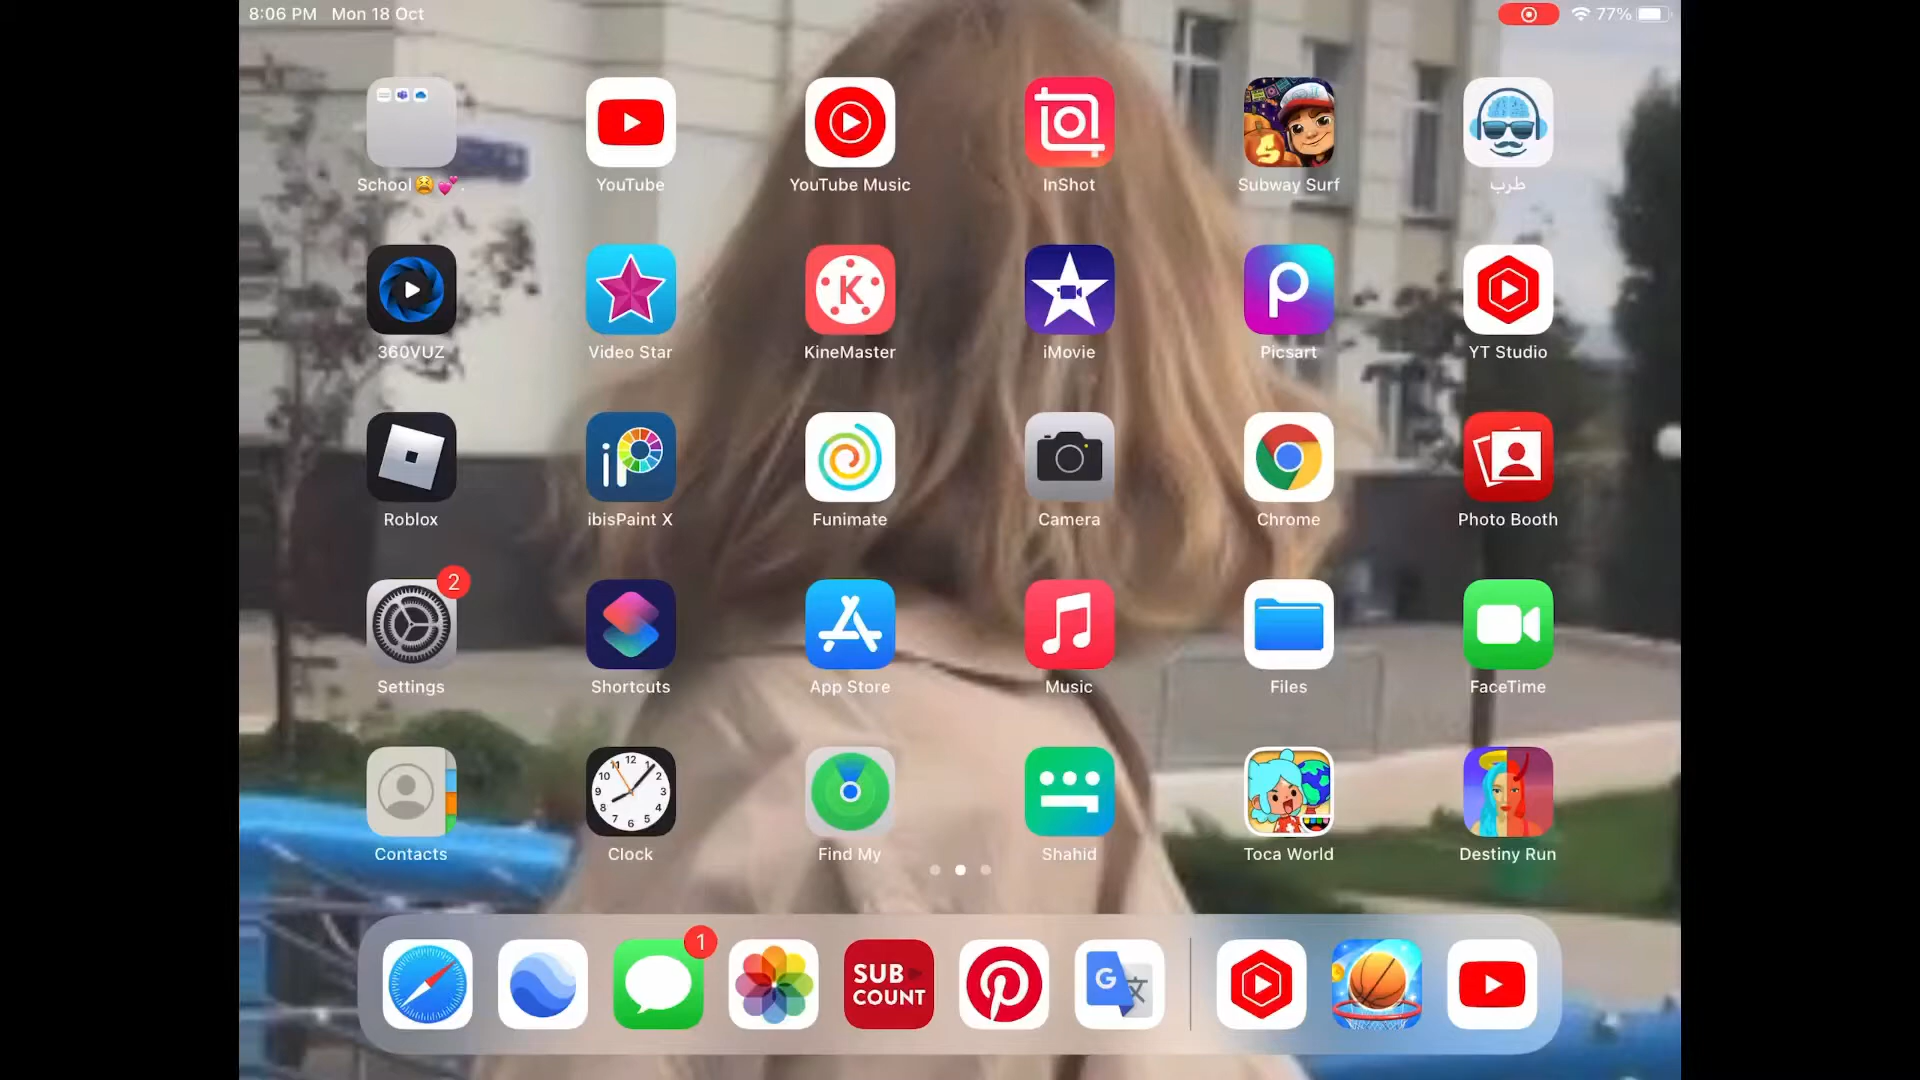 8:06 PM Mon 18 Oct 77%
School😫💕. YouTube YouTube Music InShot Subway Surf طرب
360VUZ Video Star KineMaster iMovie Picsart YT Studio
Roblox ibisPaint X Funimate Camera Chrome Photo Booth
2
Settings Shortcuts App Store Music Files FaceTime
Contacts Clock Find My Shahid Toca World Destiny Run
1
SUB
COUNT